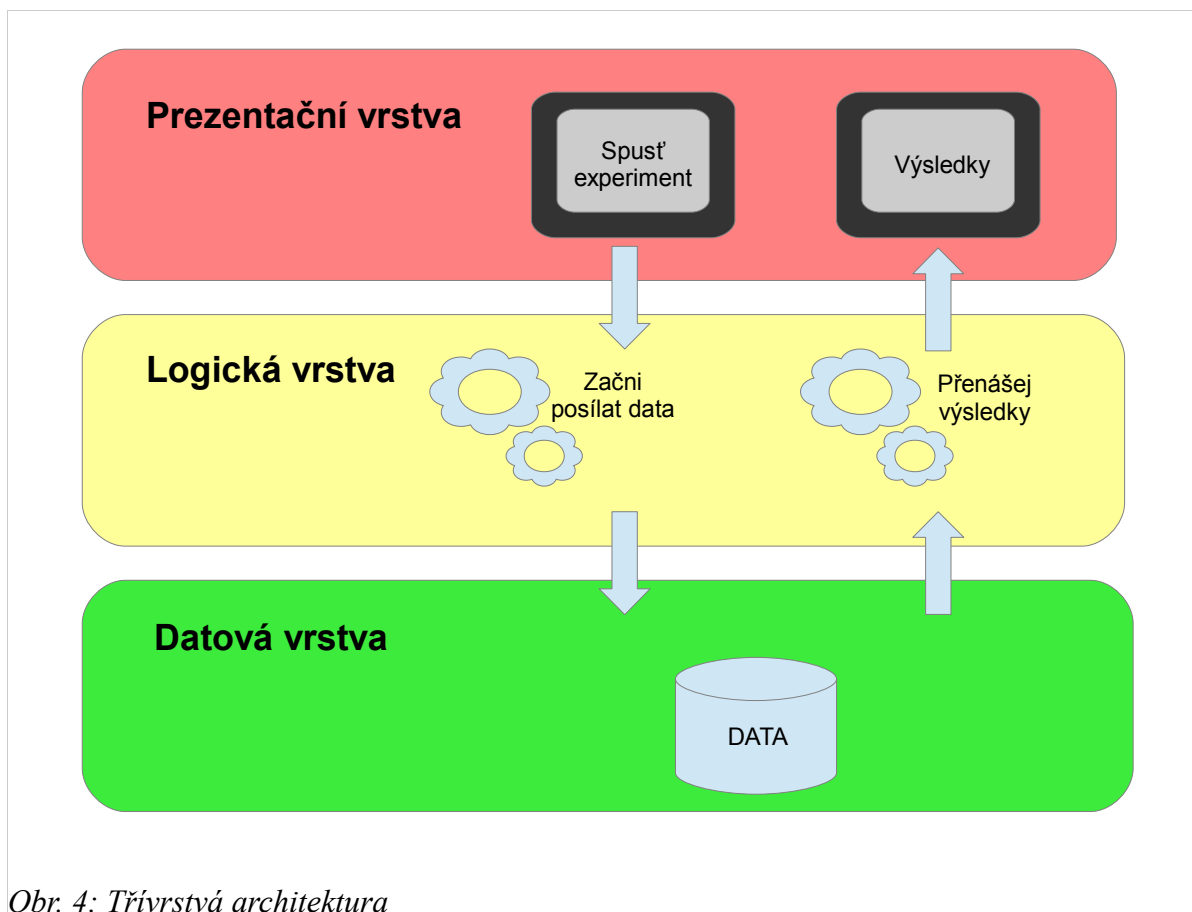 Prezentační vrstva
Spusť
experiment
Výsledky
Logická vrstva
Začni
posílat data
Přenášej
výsledky
Datová vrstva
DATA
Obr. 4: Třívrstvá architektura